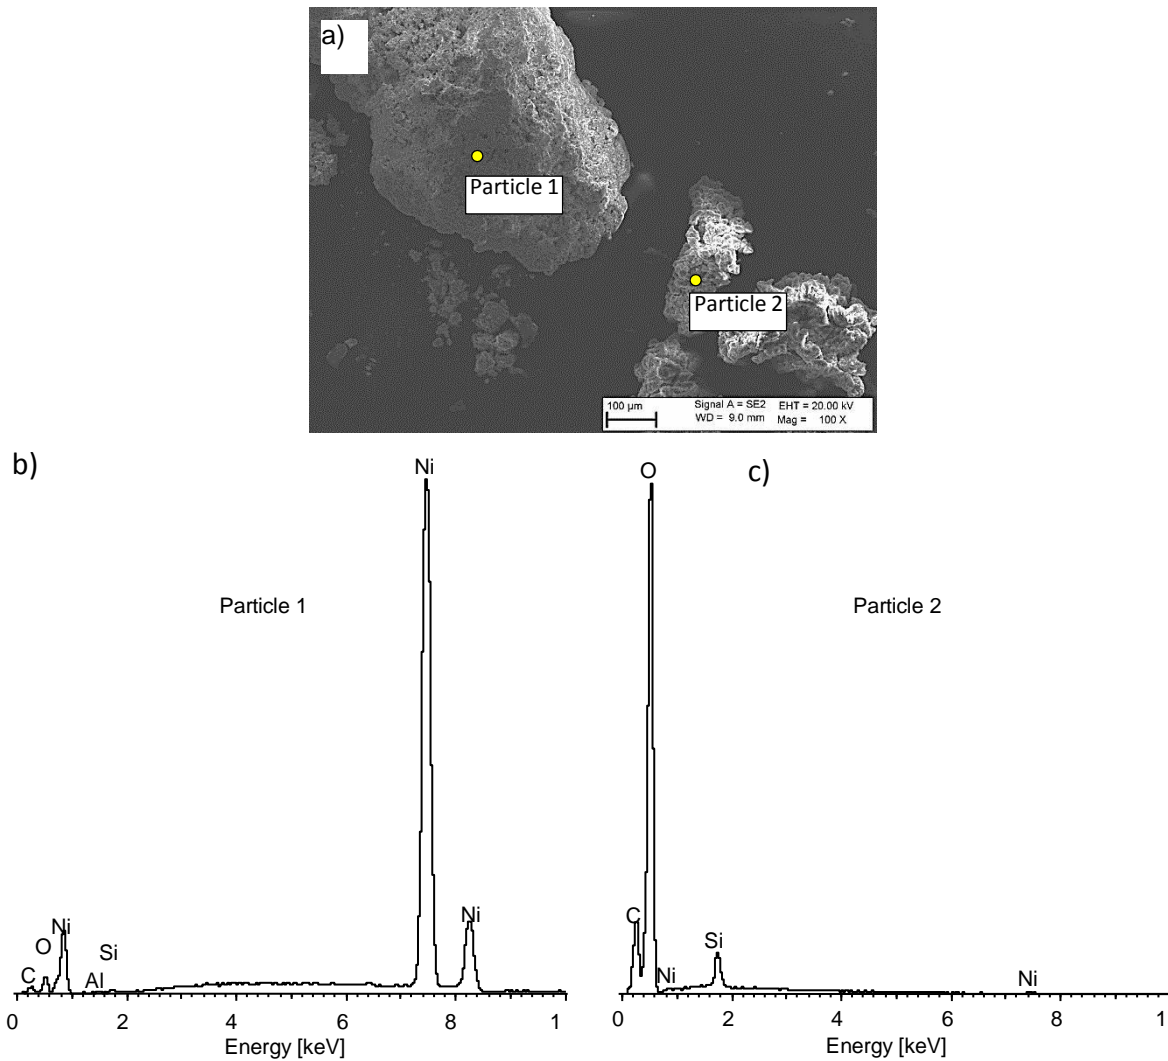 a)
Particle 1
Particle 2
100 µm
Signal A = SE2 EHT = 20.00 kV
WD = 9.0 mm Mag = 100 X
b)
Ni
O
c)
Particle 1
Particle 2
Ni
O
Si
C
Al
Ni
C
Ni
Si
Ni
0 2 4 6 8 1
Energy [keV]
0 2 4 6 8 1
Energy [keV]